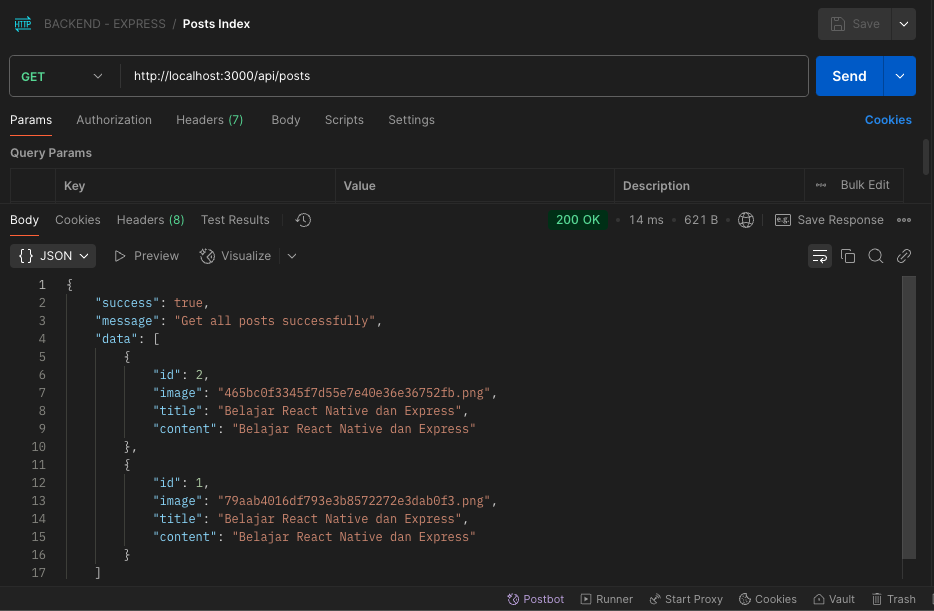 HTTP BACKEND - EXPRESS / Posts Index Save
GET http://localhost:3000/api/posts Send
Params Authorization Headers (7) Body Scripts Settings Cookies
Query Params
Key Value Description Bulk Edit
Body Cookies Headers (8) Test Results 200 OK 14 ms 621 B e.g. Save Response
{} JSON Preview Visualize
1 {
2 "success": true,
3 "message": "Get all posts successfully",
4 "data": [
5 {
6 "id": 2,
7 "image": "465bc0f3345f7d55e7e40e36e36752fb.png",
8 "title": "Belajar React Native dan Express",
9 "content": "Belajar React Native dan Express"
10 },
11 {
12 "id": 1,
13 "image": "79aab4016df793e3b8572272e3dab0f3.png",
14 "title": "Belajar React Native dan Express",
15 "content": "Belajar React Native dan Express"
16 }
17 ]
Postbot Runner Start Proxy Cookies Vault Trash